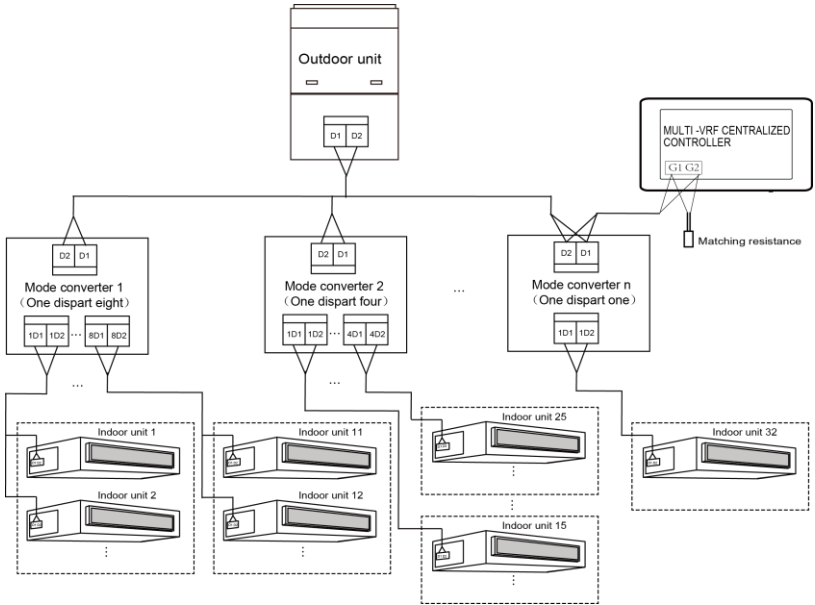 Outdoor unit
D1 D2
MULTI -VRF CENTRALIZED
CONTROLLER
G1 G2
Matching resistance
D2 D1
Mode converter 1
（One dispart eight）
1D1 1D2 ... 8D1 8D2
...
D2 D1
Mode converter 2
（One dispart four）
1D1 1D2 ... 4D1 4D2
...
...
D2 D1
Mode converter n
（One dispart one）
1D1 1D2
Indoor unit 1
Indoor unit 2
Indoor unit 11
Indoor unit 12
Indoor unit 25
Indoor unit 15
Indoor unit 32